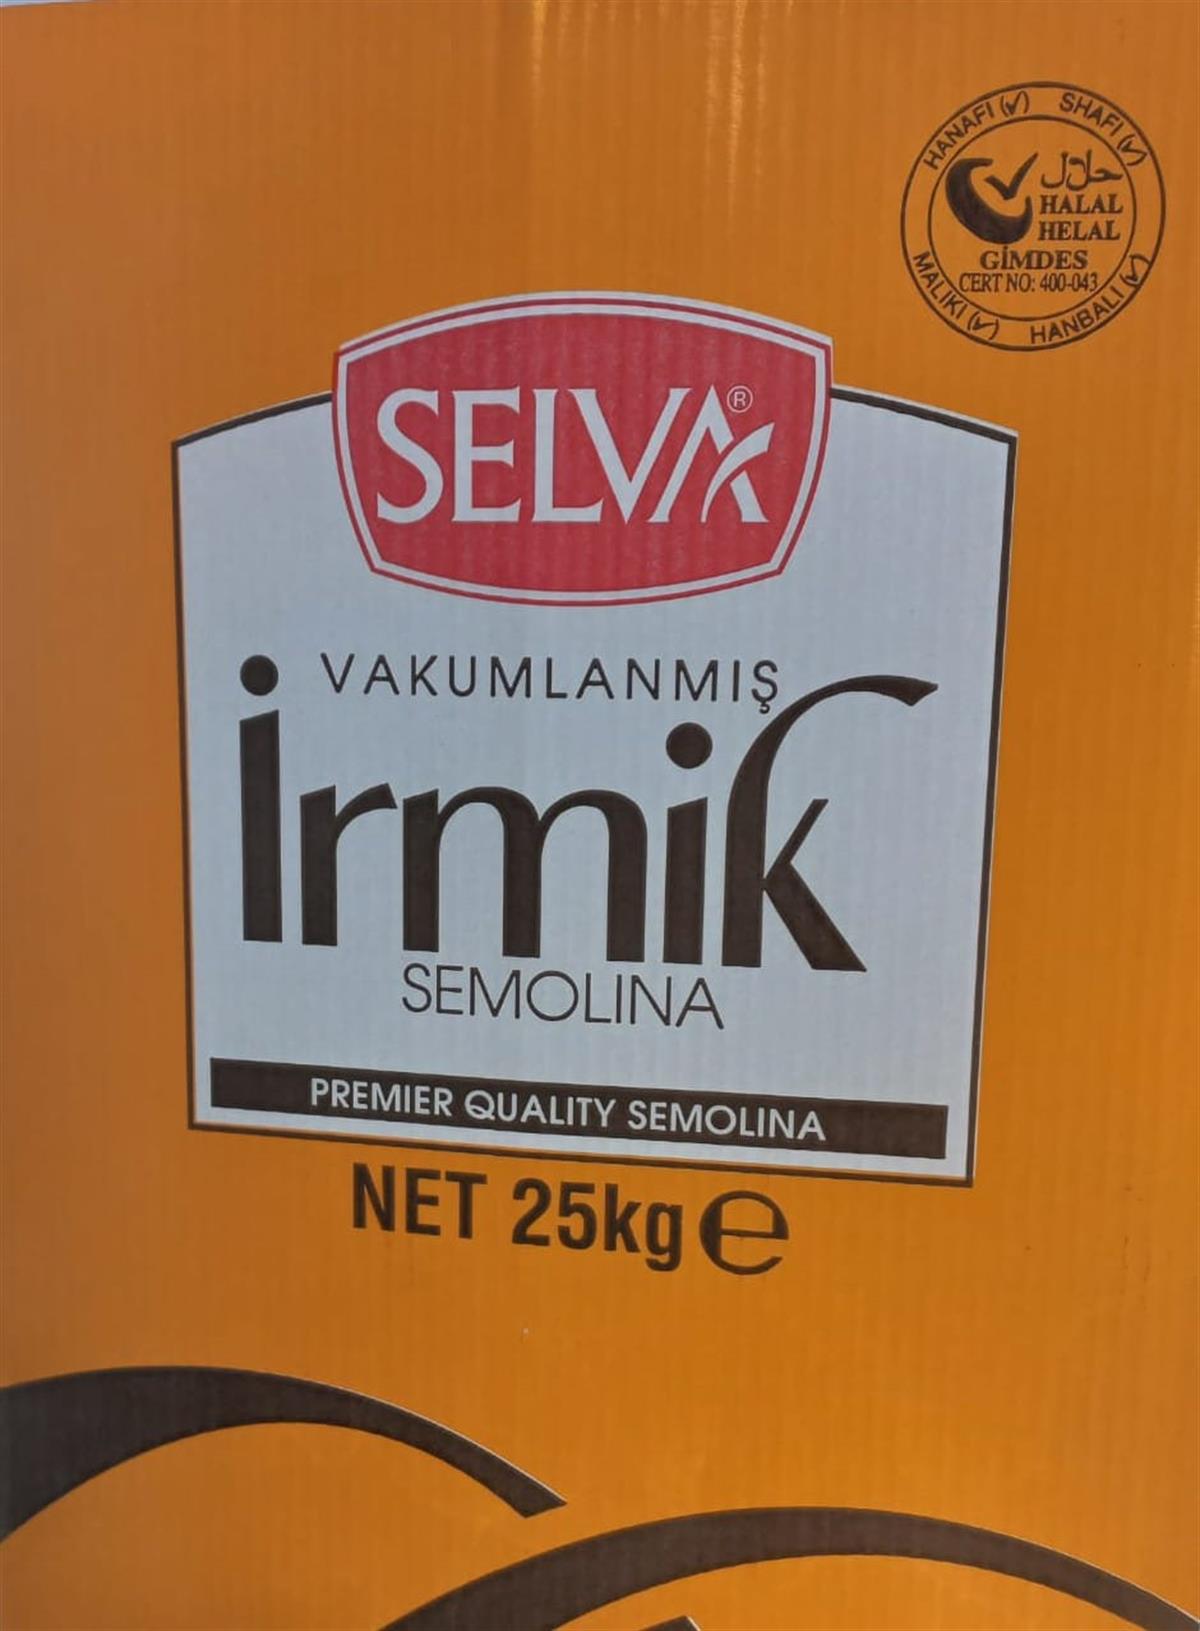 HANAFI (✓) SHAFI (✓)
حلال
HALAL
HELAL
GİMDES
CERT NO: 400-043
MALIKI (✓) HANBALI (✓)
SELVA®
VAKUMLANMIŞ
irmik
SEMOLINA
PREMIER QUALITY SEMOLINA
NET 25kg ℮